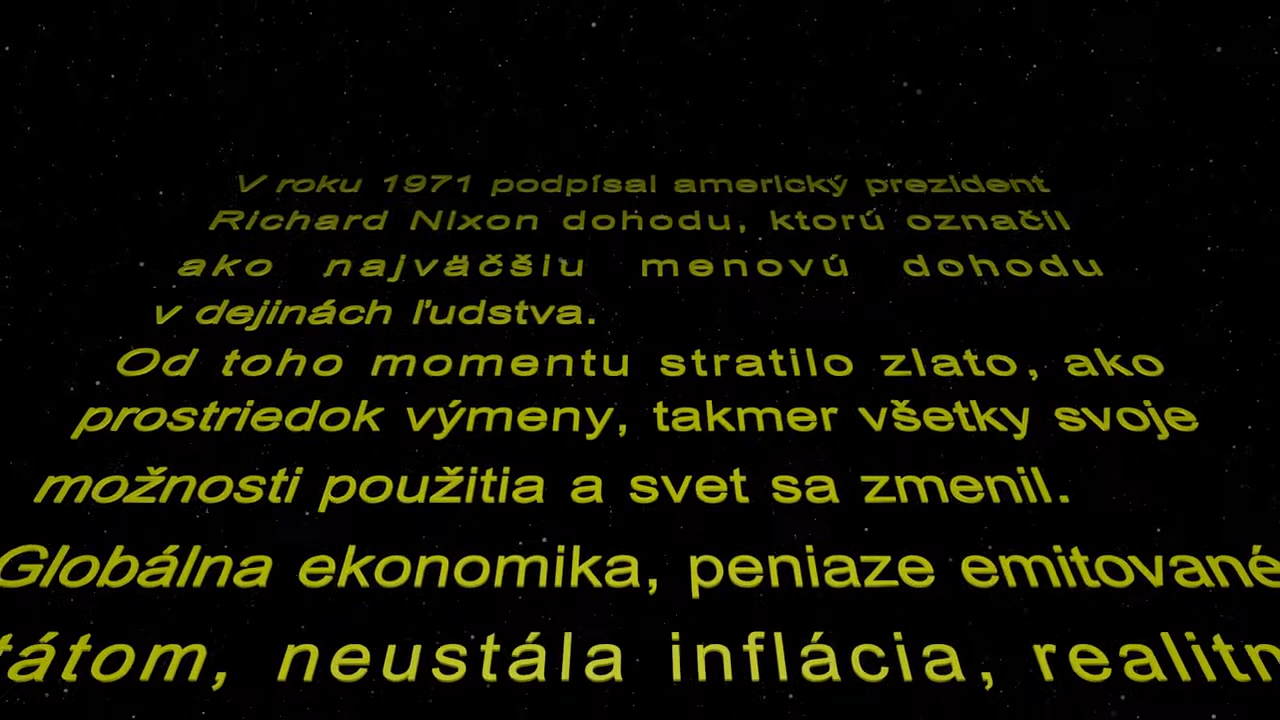 V roku 1971 podpísal americký prezident
Richard Nixon dohodu, ktorú označil
ako najväčšiu menovú dohodu
v dejinách ľudstva.
Od toho momentu stratilo zlato, ako
prostriedok výmeny, takmer všetky svoje
možnosti použitia a svet sa zmenil.
Globálna ekonomika, peniaze emitované
neustála inflácia,